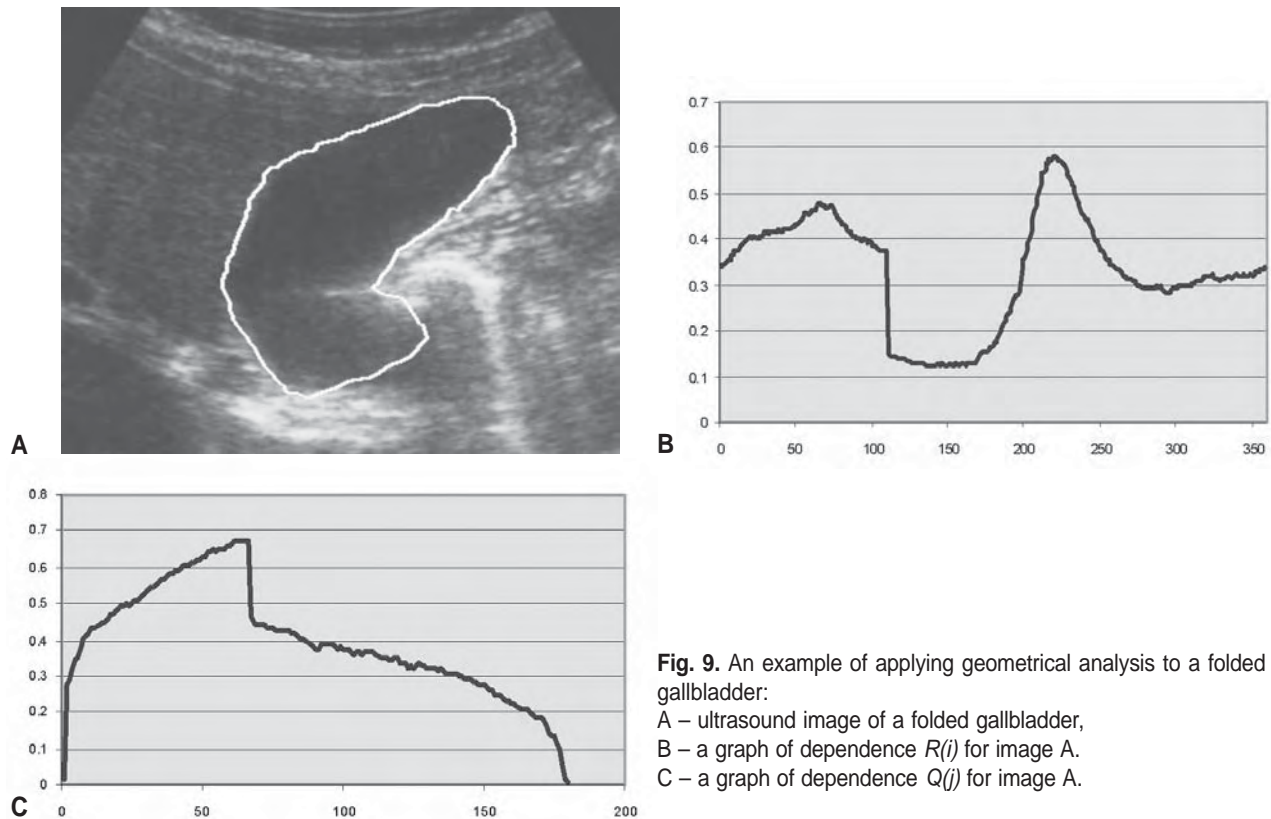 A
0.7
0.6
0.5
0.4
0.3
0.2
0.1
0
0 50 100 150 200 250 300 350
B
0.8
0.7
0.6
0.5
0.4
0.3
0.2
0.1
0
0 50 100 150 200
C
Fig. 9. An example of applying geometrical analysis to a folded
gallbladder:
A – ultrasound image of a folded gallbladder,
B – a graph of dependence R(i) for image A.
C – a graph of dependence Q(j) for image A.